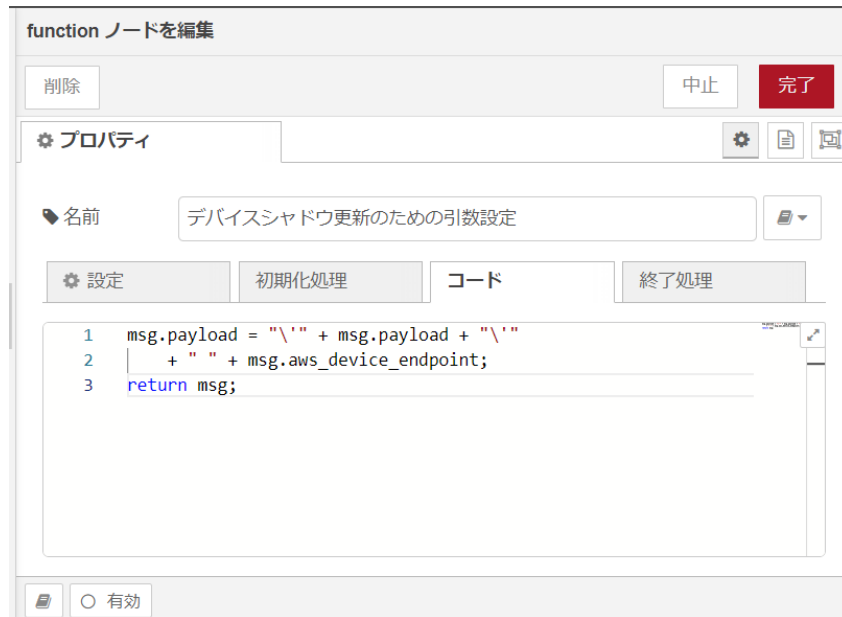 function ノードを編集
削除 中止 完了
プロパティ
名前 デバイスシャドウ更新のための引数設定
設定 初期化処理 コード 終了処理
1 msg.payload = "\'" + msg.payload + "\'"
2 + " " + msg.aws_device_endpoint;
3 return msg;
有効